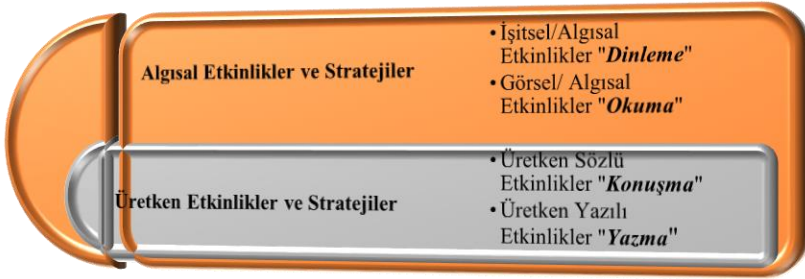 Algısal Etkinlikler ve Stratejiler
• İşitsel/Algısal
Etkinlikler "Dinleme"
• Görsel/ Algısal
Etkinlikler "Okuma"
Üretken Etkinlikler ve Stratejiler
• Üretken Sözlü
Etkinlikler "Konuşma"
• Üretken Yazılı
Etkinlikler "Yazma"